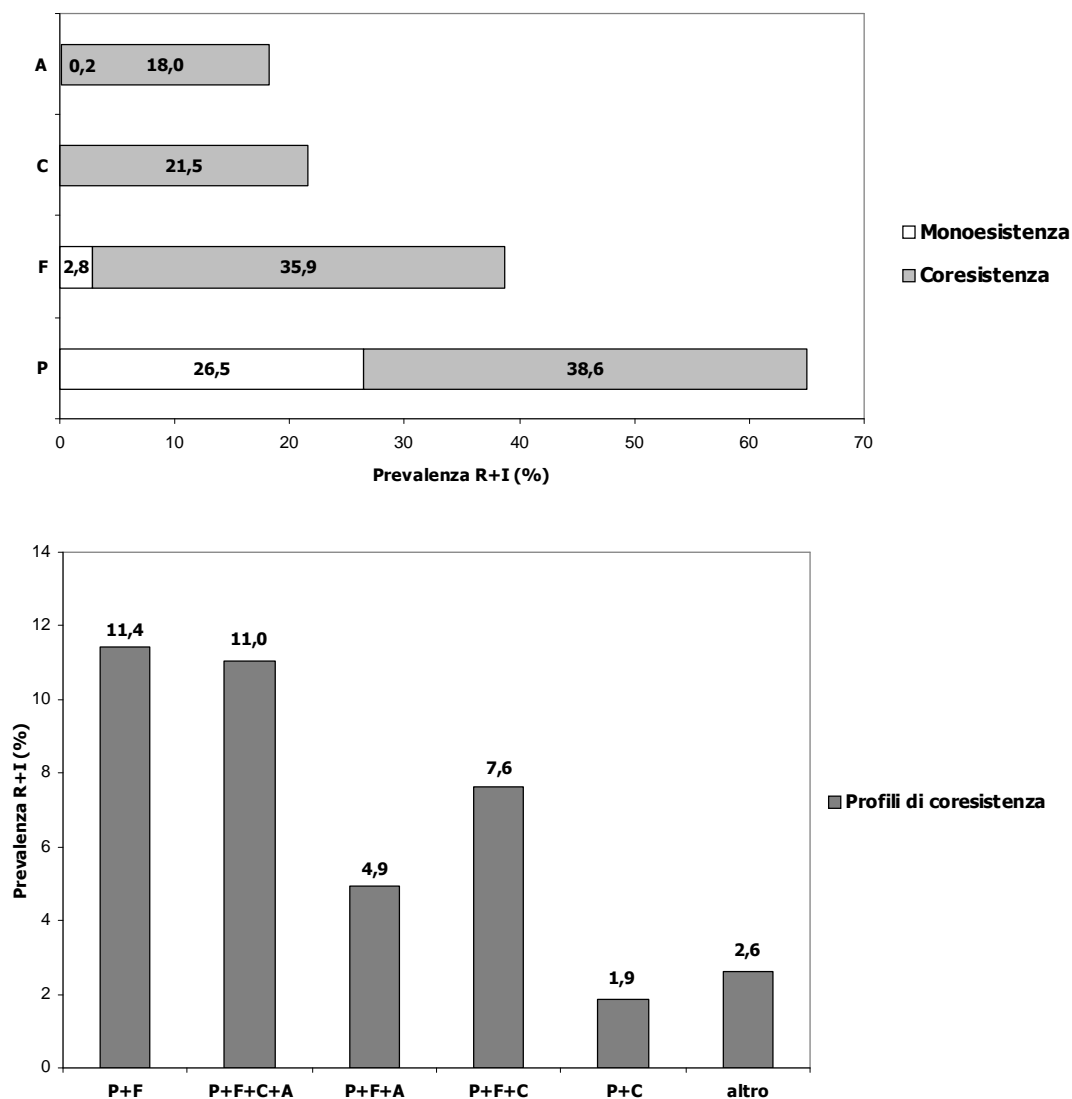 A
0,2
18,0
C
21,5
F
2,8
35,9
P
26,5
38,6
0 10 20 30 40 50 60 70
Prevalenza R+I (%)
Monoesistenza
Coresistenza
14
12
10
8
6
4
2
0
Prevalenza R+I (%)
11,4
11,0
4,9
7,6
1,9
2,6
P+F P+F+C+A P+F+A P+F+C P+C altro
Profili di coresistenza